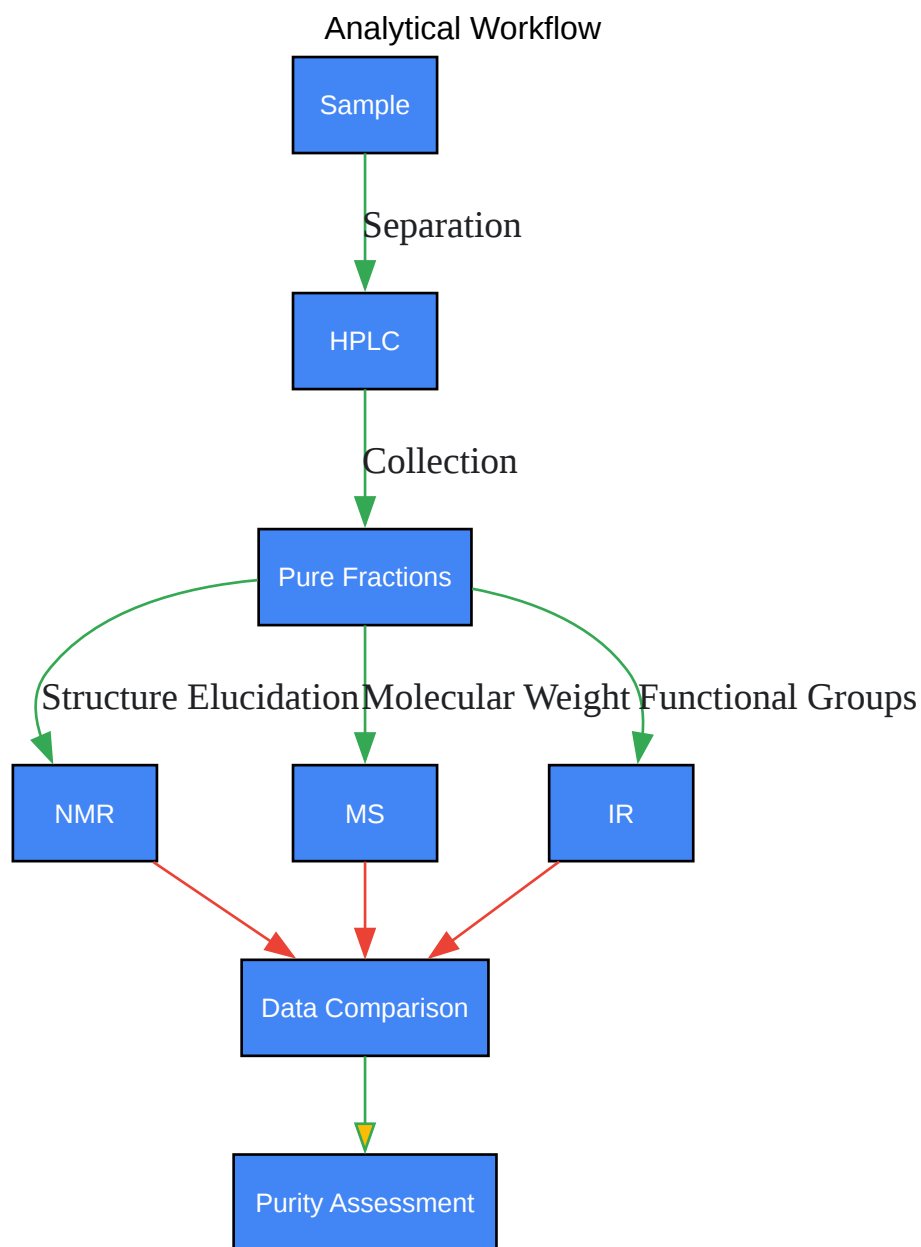 Analytical Workflow
Sample
Separation
HPLC
Collection
Pure Fractions
Structure Elucidation
Molecular Weight
Functional Groups
NMR
MS
IR
Data Comparison
Purity Assessment